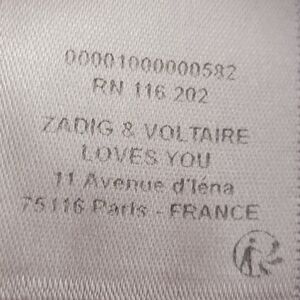 00001000000582
RN 116 202
ZADIG & VOLTAIRE
LOVES YOU
11 Avenue d'Iéna
75116 Paris - FRANCE